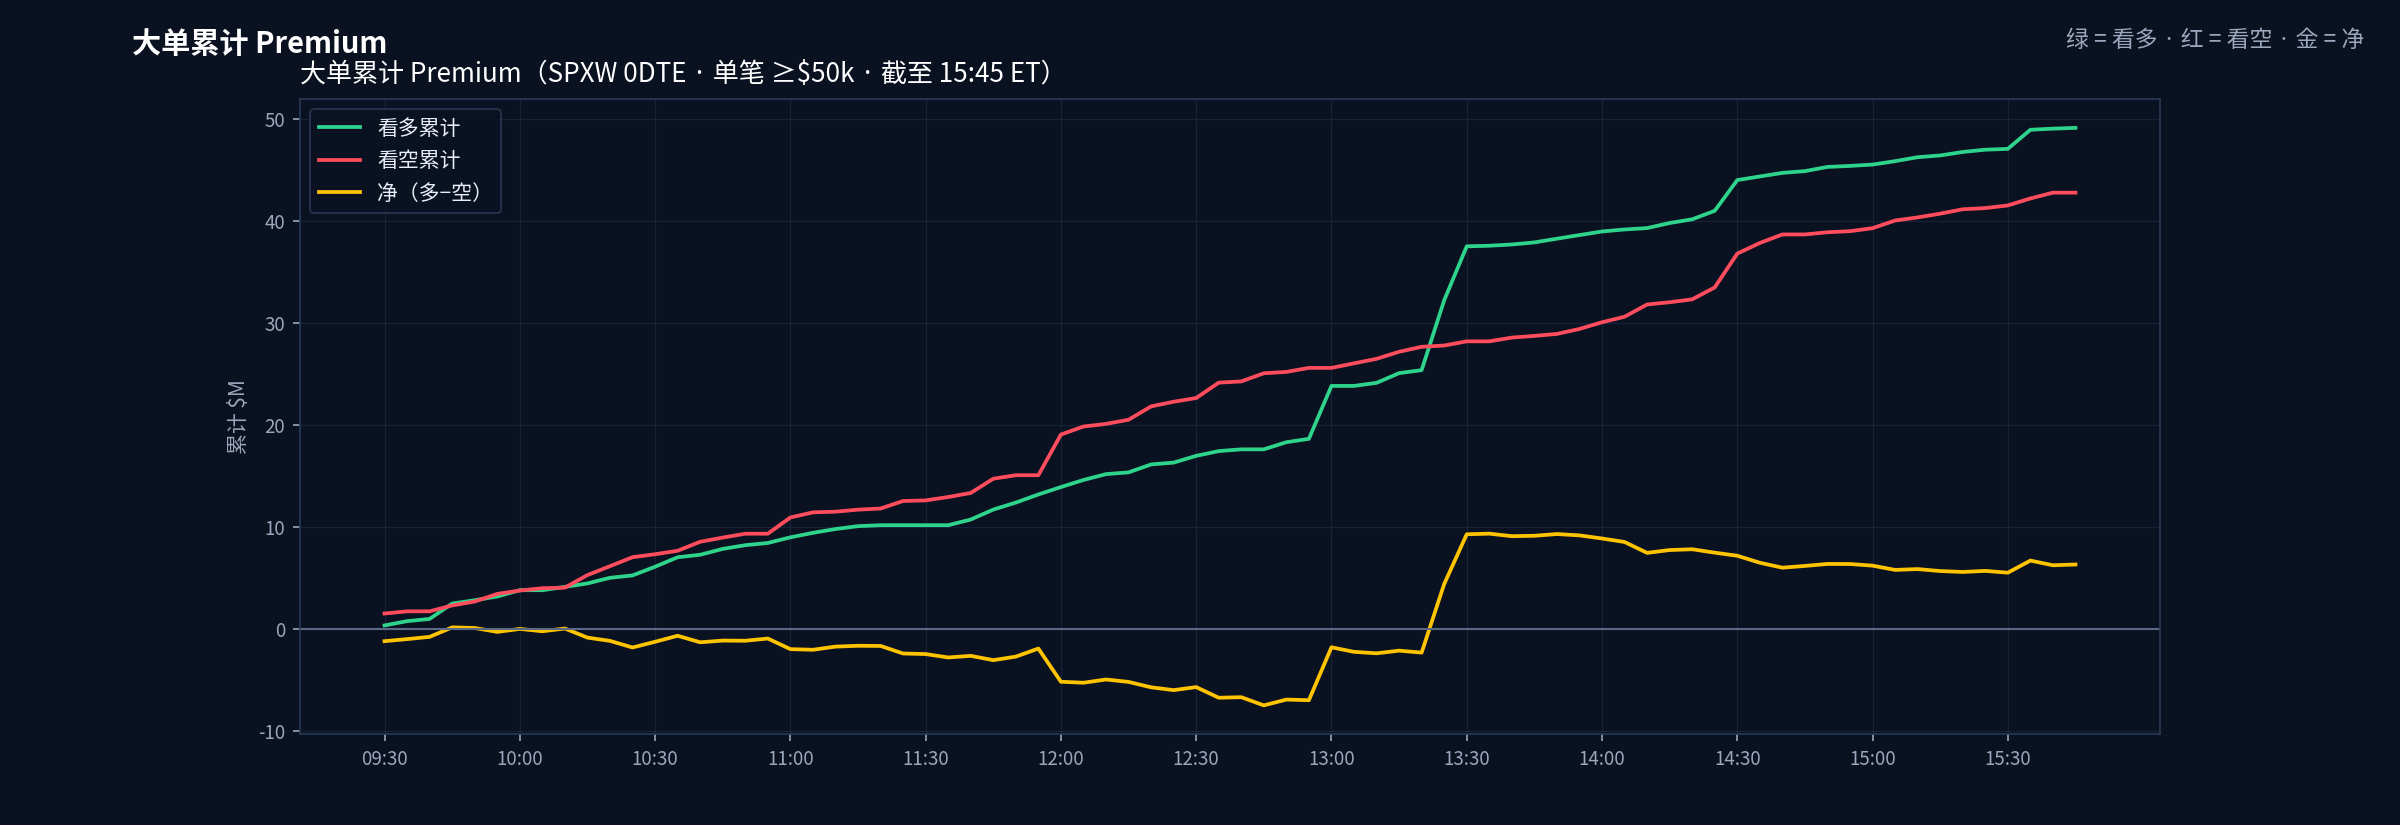 大单累计 Premium
绿 = 看多 · 红 = 看空 · 金 = 净
大单累计 Premium（SPXW 0DTE · 单笔 ≥$50k · 截至 15:45 ET）
看多累计
看空累计
净（多−空）
累计 $M
50
40
30
20
10
0
-10
09:30 10:00 10:30 11:00 11:30 12:00 12:30 13:00 13:30 14:00 14:30 15:00 15:30